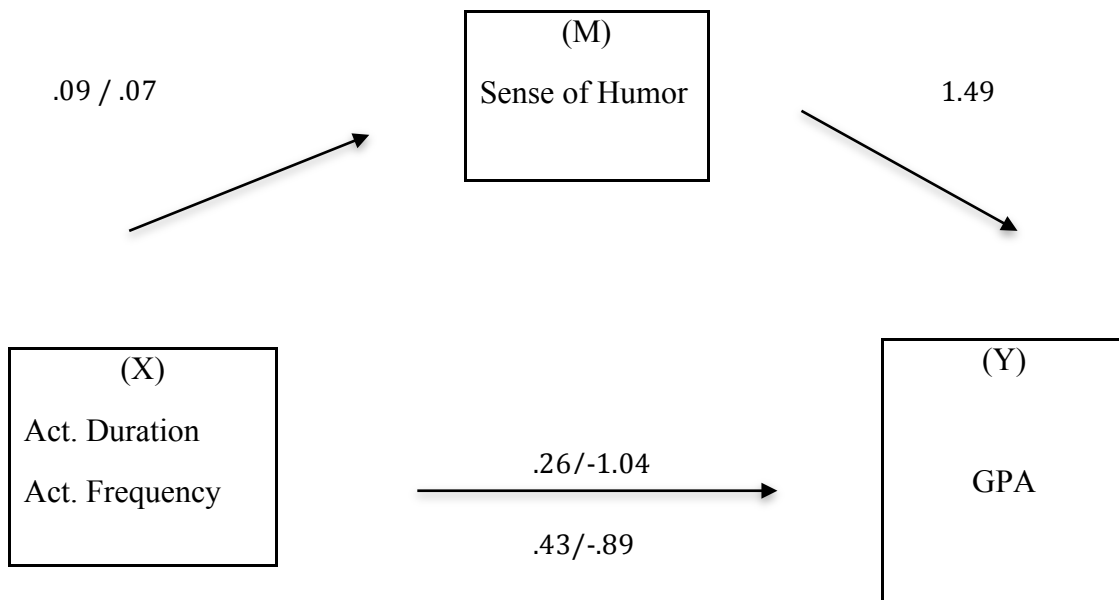 (M)
Sense of Humor
.09 / .07
1.49
(X)
Act. Duration
Act. Frequency
.26/-1.04
.43/-.89
(Y)
GPA